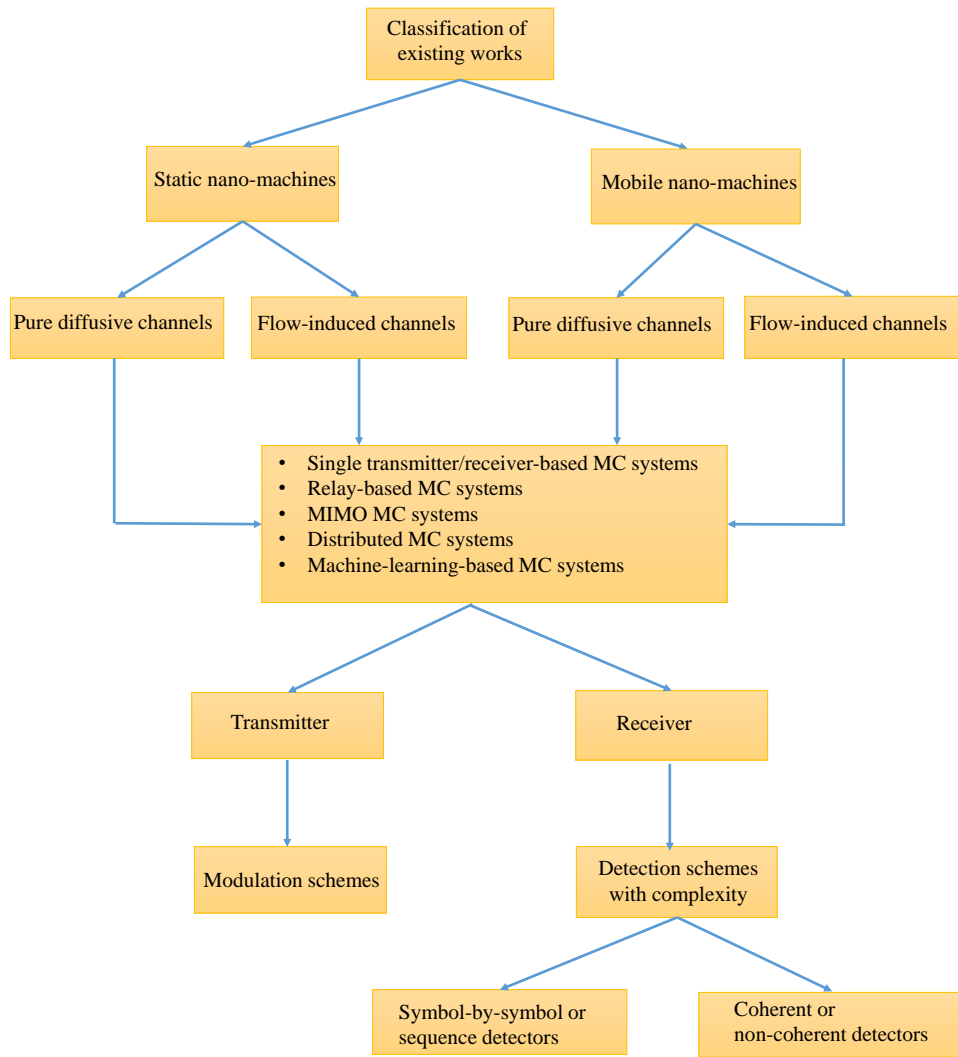 Classification of
existing works
Static nano-machines
Mobile nano-machines
Pure diffusive channels
Flow-induced channels
Pure diffusive channels
Flow-induced channels
• Single transmitter/receiver-based MC systems
• Relay-based MC systems
• MIMO MC systems
• Distributed MC systems
• Machine-learning-based MC systems
Transmitter
Receiver
Modulation schemes
Detection schemes
with complexity
Symbol-by-symbol or
sequence detectors
Coherent or
non-coherent detectors